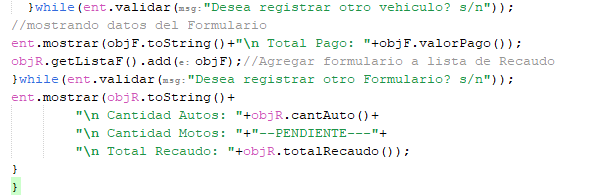 }while(ent.validar(msg:"Desea registrar otro vehiculo? s/n"));
//mostrando datos del Formulario
ent.mostrar(objF.toString()+"\n Total Pago: "+objF.valorPago());
objR.getListaF().add(e: objF);//Agregar formulario a lista de Recaudo
}while(ent.validar(msg:"Desea registrar otro Formulario? s/n"));
ent.mostrar(objR.toString()+
"\n Cantidad Autos: "+objR.cantAuto()+
"\n Cantidad Motos: "+"--PENDIENTE---"+
"\n Total Recaudo: "+objR.totalRecaudo());
}
}